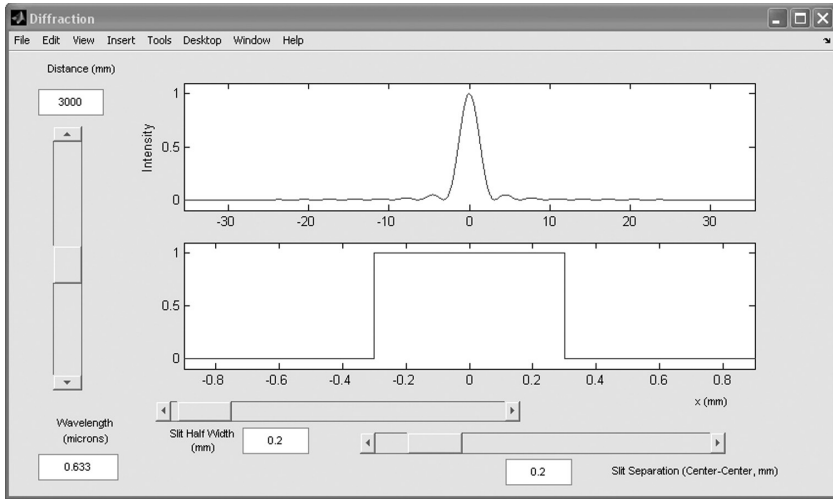 Diffraction
File Edit View Insert Tools Desktop Window Help
Distance (mm)
3000
Intensity
1
0.5
0
-30 -20 -10 0 10 20 30
1
0.5
0
-0.8 -0.6 -0.4 -0.2 0 0.2 0.4 0.6 0.8
x (mm)
Wavelength
(microns)
0.633
Slit Half Width
(mm)
0.2
0.2
Slit Separation (Center-Center, mm)